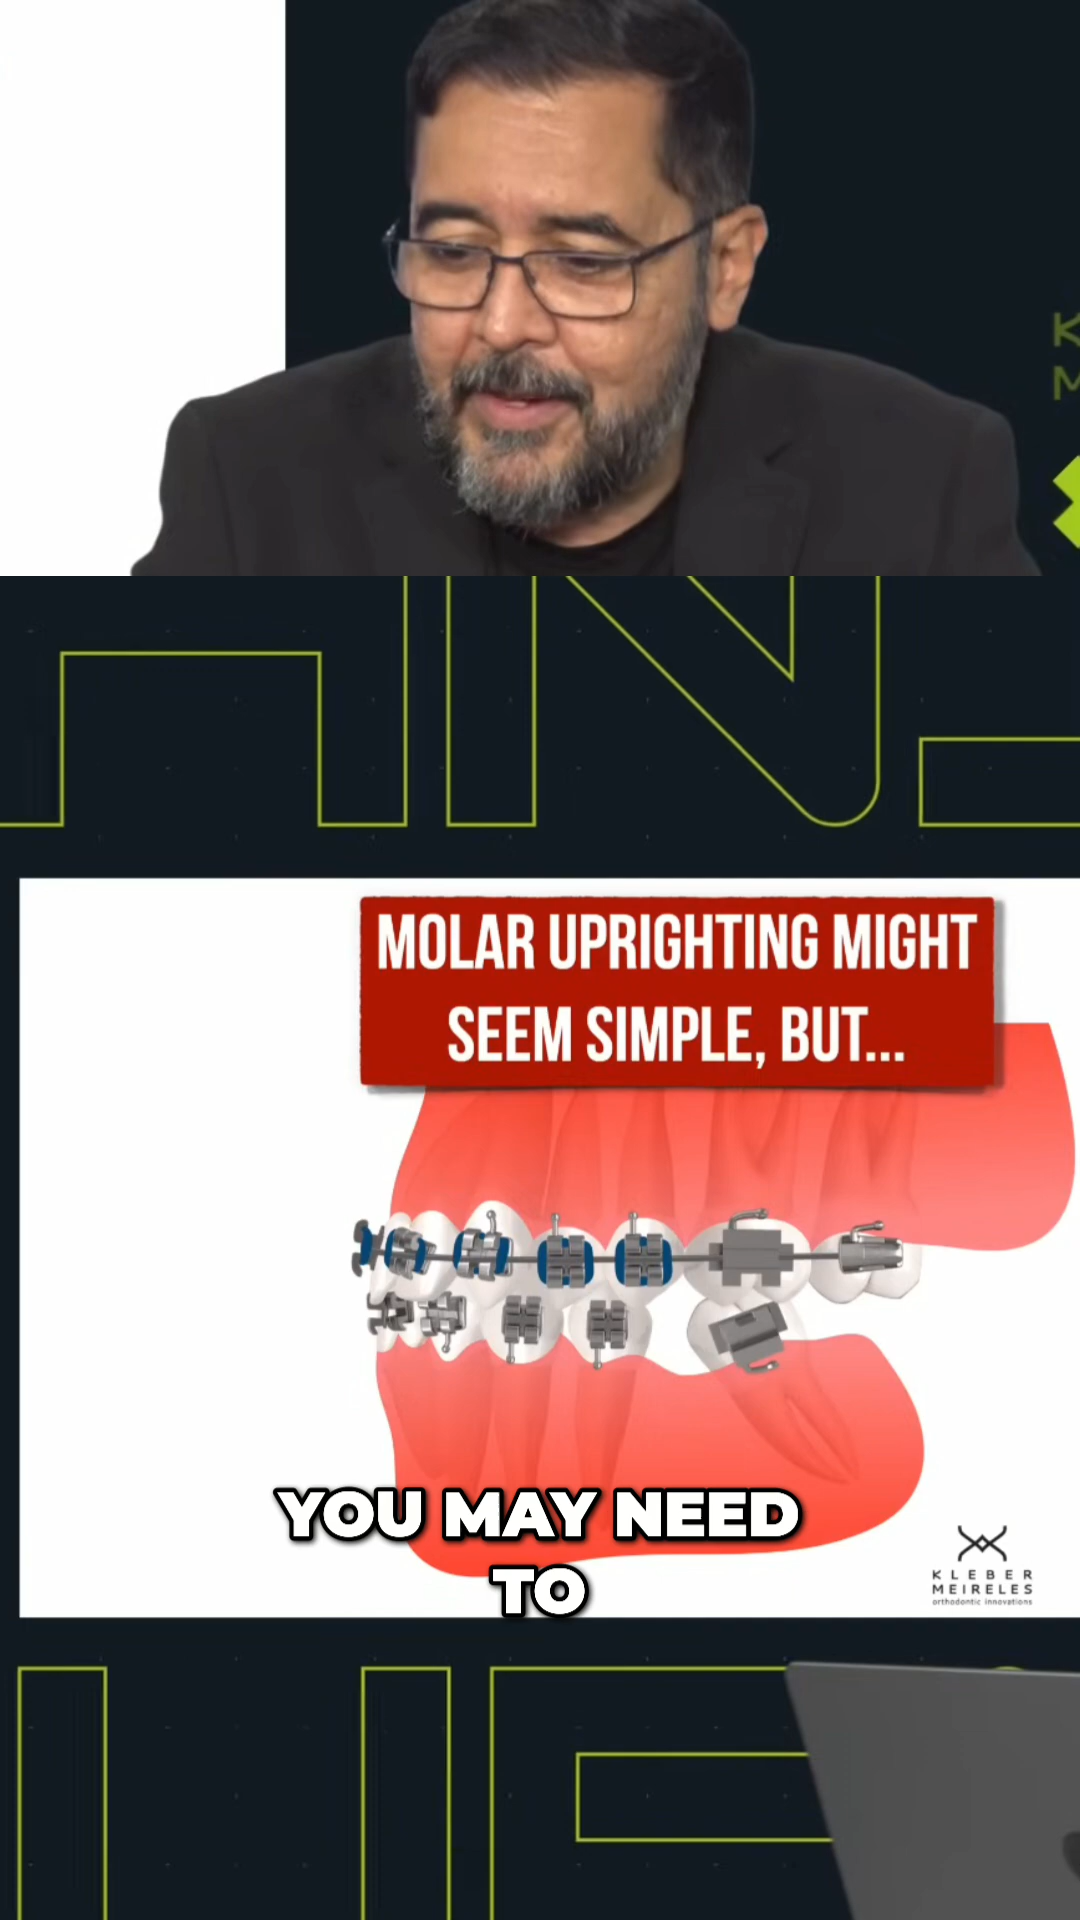 K
M
MOLAR UPRIGHTING MIGHT
SEEM SIMPLE, BUT...
YOU MAY NEED
TO
KLEBER
MEIRELES
orthodontic innovations